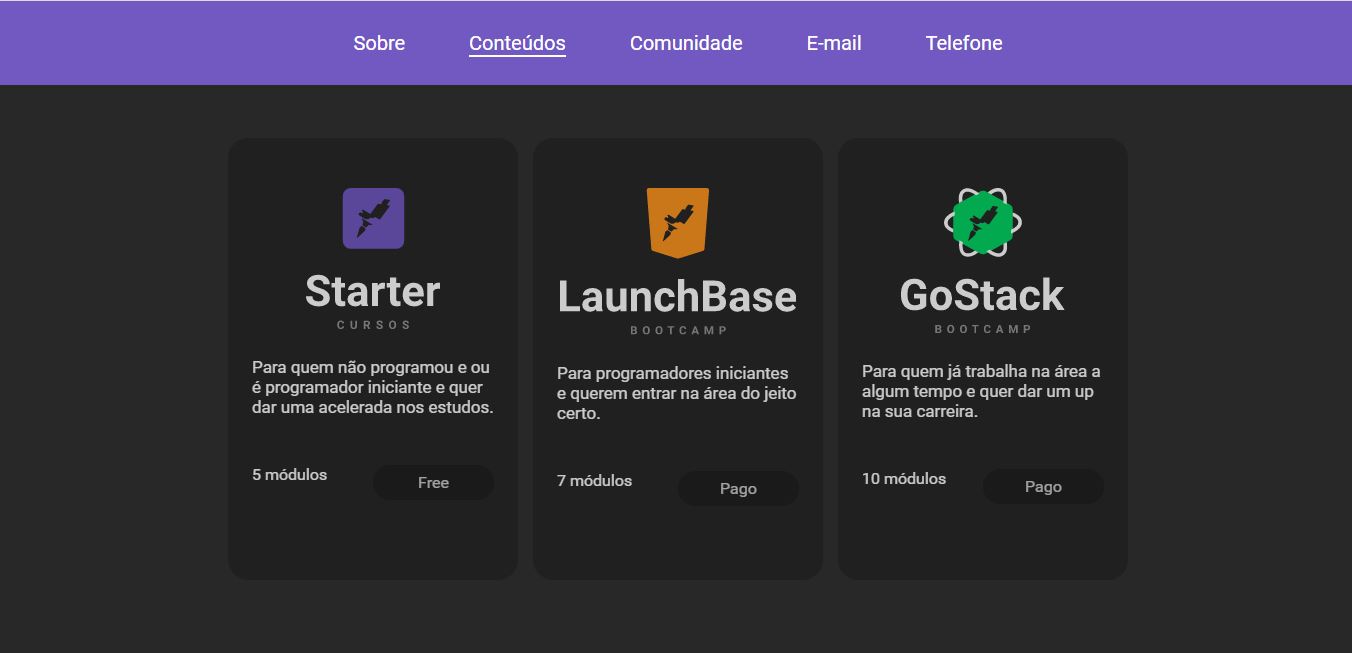 Sobre Conteúdos Comunidade E-mail Telefone
Starter
CURSOS
Para quem não programou e ou
é programador iniciante e quer
dar uma acelerada nos estudos.
5 módulos Free
LaunchBase
BOOTCAMP
Para programadores iniciantes
e querem entrar na área do jeito
certo.
7 módulos Pago
GoStack
BOOTCAMP
Para quem já trabalha na área a
algum tempo e quer dar um up
na sua carreira.
10 módulos Pago